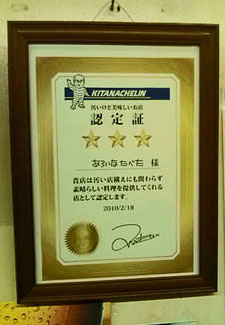 KITANACHELIN
汚いけど美味しいお店
認定証
あろいなたべた 様
貴店は汚い店構えにも関わらず
素晴らしい料理を提供してくれる
店として認定します。
2010/2/18